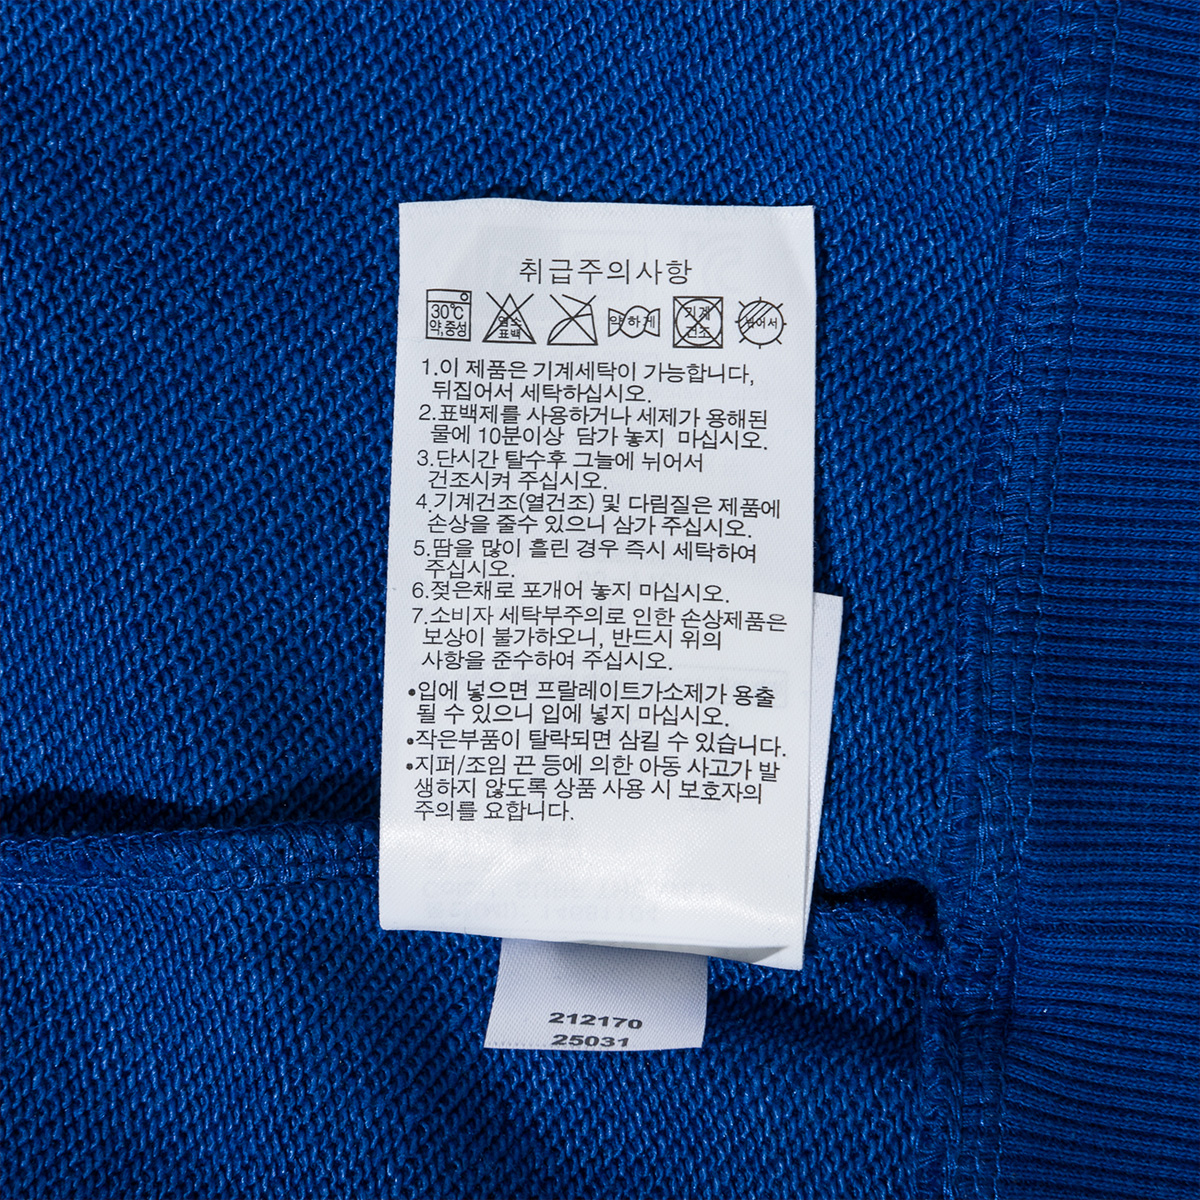 취급주의사항
30℃
약,중성
염소
표백
약하게
기계
건조
뉘어서
1.이 제품은 기계세탁이 가능합니다,
뒤집어서 세탁하십시오.
2.표백제를 사용하거나 세제가 용해된
물에 10분이상 담가 놓지 마십시오.
3.단시간 탈수후 그늘에 뉘어서
건조시켜 주십시오.
4.기계건조(열건조) 및 다림질은 제품에
손상을 줄수 있으니 삼가 주십시오.
5.땀을 많이 흘린 경우 즉시 세탁하여
주십시오.
6.젖은채로 포개어 놓지 마십시오.
7.소비자 세탁부주의로 인한 손상제품은
보상이 불가하오니, 반드시 위의
사항을 준수하여 주십시오.
•입에 넣으면 프탈레이트가소제가 용출
될 수 있으니 입에 넣지 마십시오.
•작은부품이 탈락되면 삼킬 수 있습니다.
•지퍼/조임 끈 등에 의한 아동 사고가 발
생하지 않도록 상품 사용 시 보호자의
주의를 요합니다.
212170
25031